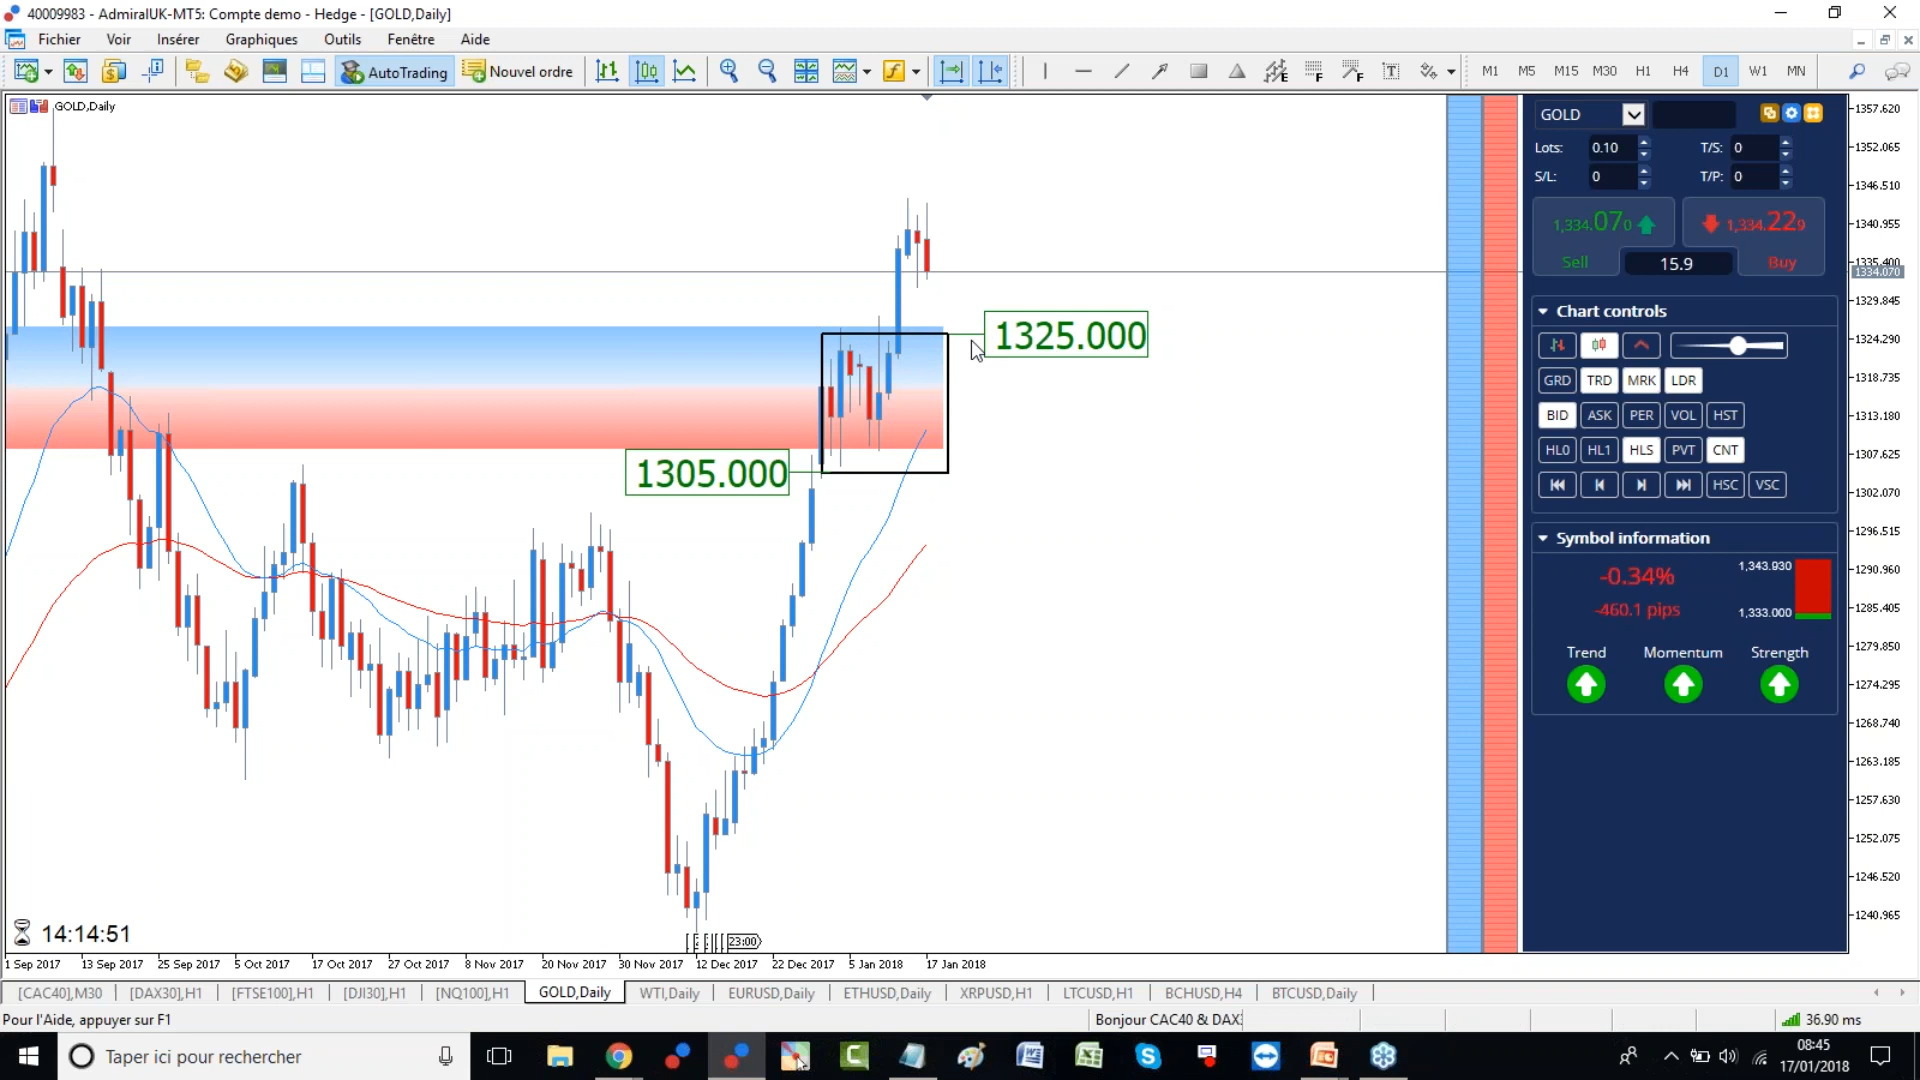 40009983 - AdmiralUK-MT5: Compte demo - Hedge - [GOLD,Daily]
Fichier Voir Insérer Graphiques Outils Fenêtre Aide
AutoTrading Nouvel ordre M1 M5 M15 M30 H1 H4 D1 W1 MN
GOLD,Daily
1325.000
1305.000
14:14:51
23:00
1 Sep 2017 13 Sep 2017 25 Sep 2017 5 Oct 2017 17 Oct 2017 27 Oct 2017 8 Nov 2017 20 Nov 2017 30 Nov 2017 12 Dec 2017 22 Dec 2017 5 Jan 2018 17 Jan 2018
GOLD
Lots: 0.10 T/S: 0
S/L: 0 T/P: 0
1,334.070 1,334.229
Sell 15.9 Buy
Chart controls
GRD TRD MRK LDR
BID ASK PER VOL HST
HL0 HL1 HLS PVT CNT
HSC VSC
Symbol information
-0.34%
-460.1 pips
1,343.930
1,333.000
Trend Momentum Strength
1357.620
1352.065
1346.510
1340.955
1335.400
1334.070
1329.845
1324.290
1318.735
1313.180
1307.625
1302.070
1296.515
1290.960
1285.405
1279.850
1274.295
1268.740
1263.185
1257.630
1252.075
1246.520
1240.965
[CAC40],M30 [DAX30],H1 [FTSE100],H1 [DJI30],H1 [NQ100],H1 GOLD,Daily WTI,Daily EURUSD,Daily ETHUSD,Daily XRPUSD,H1 LTCUSD,H1 BCHUSD,H4 BTCUSD,Daily
Pour l'Aide, appuyer sur F1 Bonjour CAC40 & DAX 36.90 ms
Taper ici pour rechercher
08:45
17/01/2018